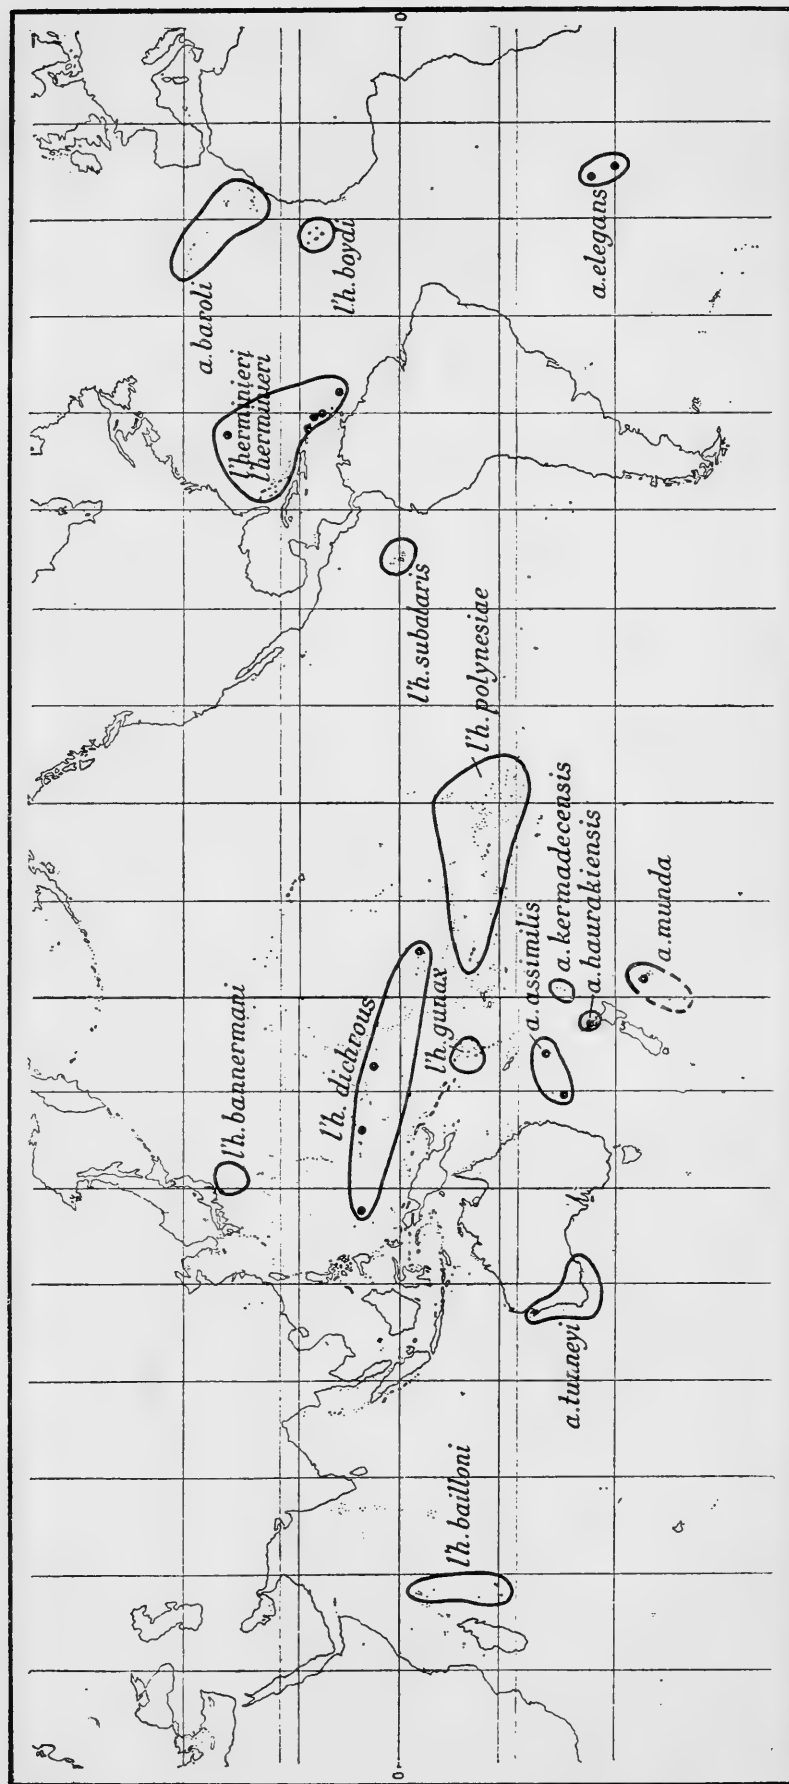 0
a.baroli
l'h.boydi
a.elegans
l'herminieri
l'herminieri
l'h.subalaris
l'h.polynesiae
l'h.bannermani
l'h. dichrous
l'h.gunax
a.assimilis
a.kermadecensis
a.haurakiensis
a.munda
a.tunneyi
l'h.bailloni
0